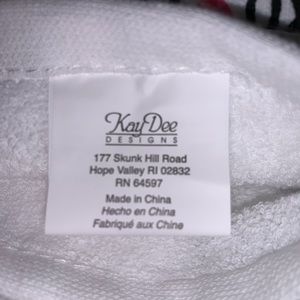 KayDee
DESIGNS
177 Skunk Hill Road
Hope Valley RI 02832
RN 64597
Made in China
Hecho en China
Fabriqué aux Chine